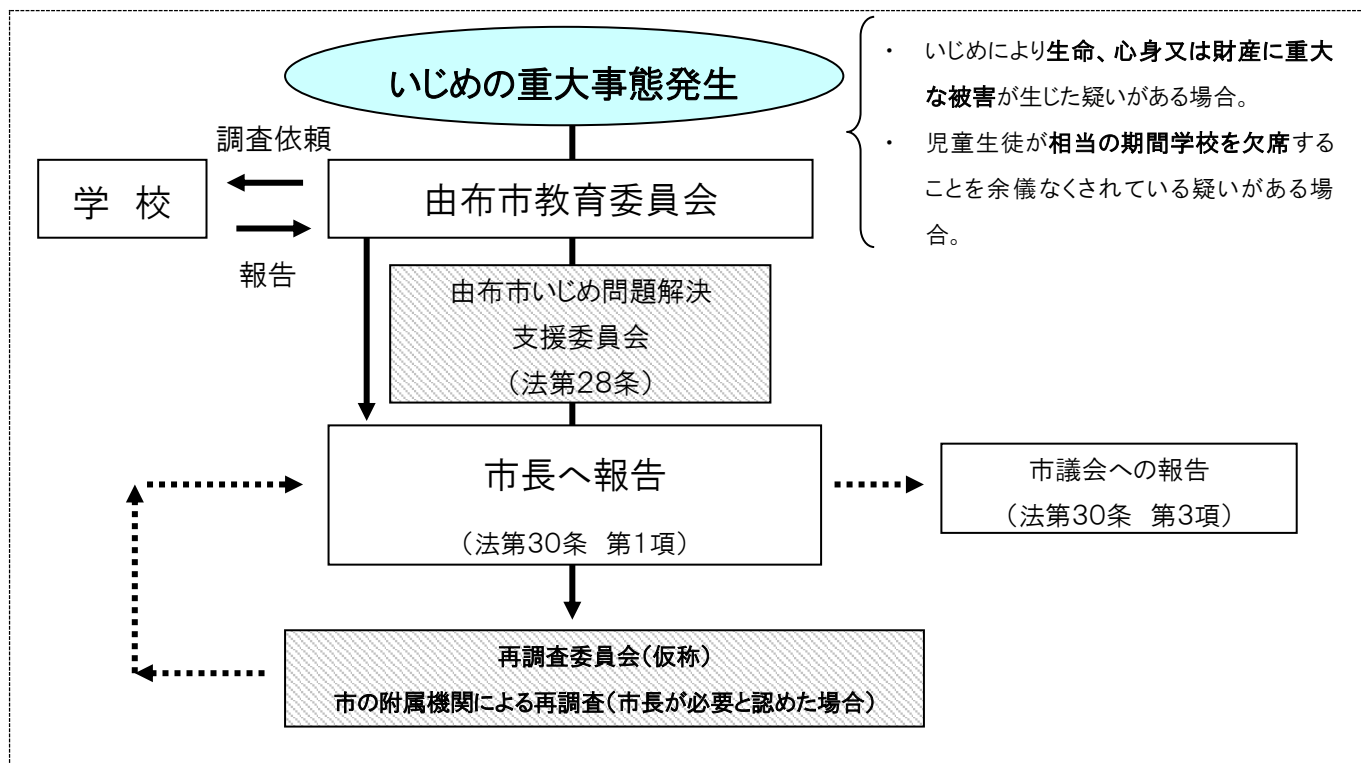 いじめの重大事態発生
・ いじめにより生命、心身又は財産に重大
な被害が生じた疑いがある場合。
・ 児童生徒が相当の期間学校を欠席する
ことを余儀なくされている疑いがある場
合。
調査依頼
学 校
由布市教育委員会
報告
由布市いじめ問題解決
支援委員会
（法第28条）
市長へ報告
（法第30条 第1項）
市議会への報告
（法第30条 第3項）
再調査委員会（仮称）
市の附属機関による再調査（市長が必要と認めた場合）